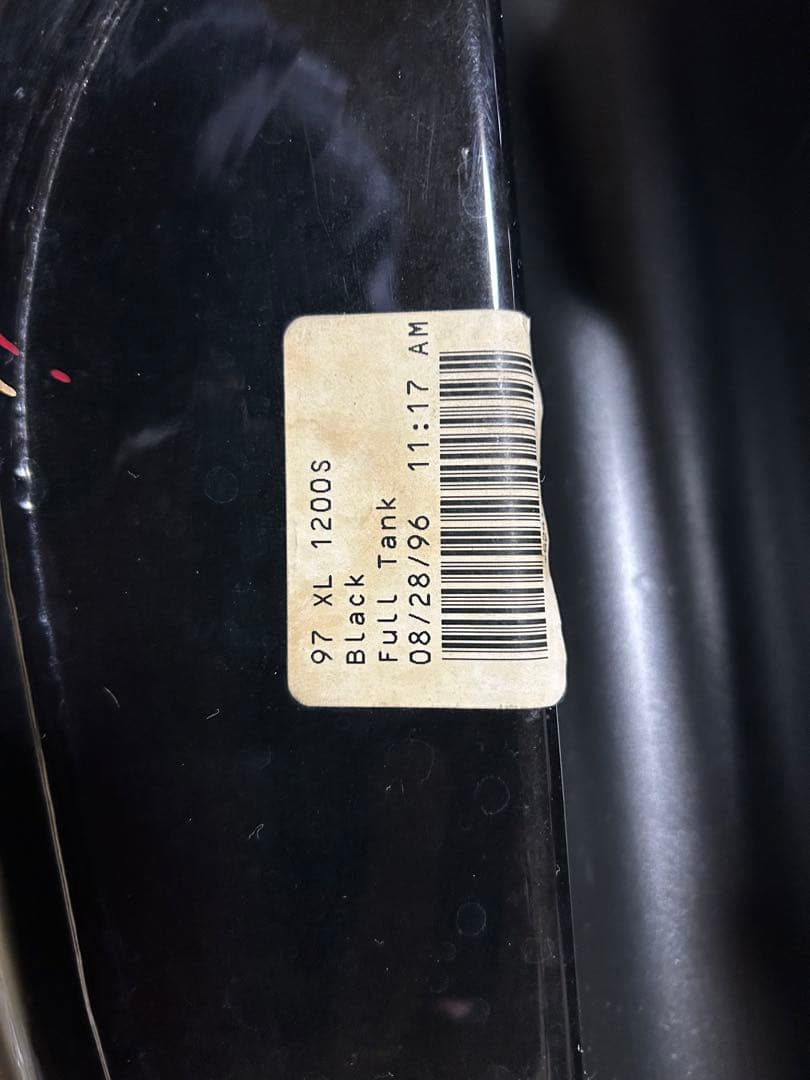 97 XL 1200S
Black
Full Tank
08/28/96 11:17 AM